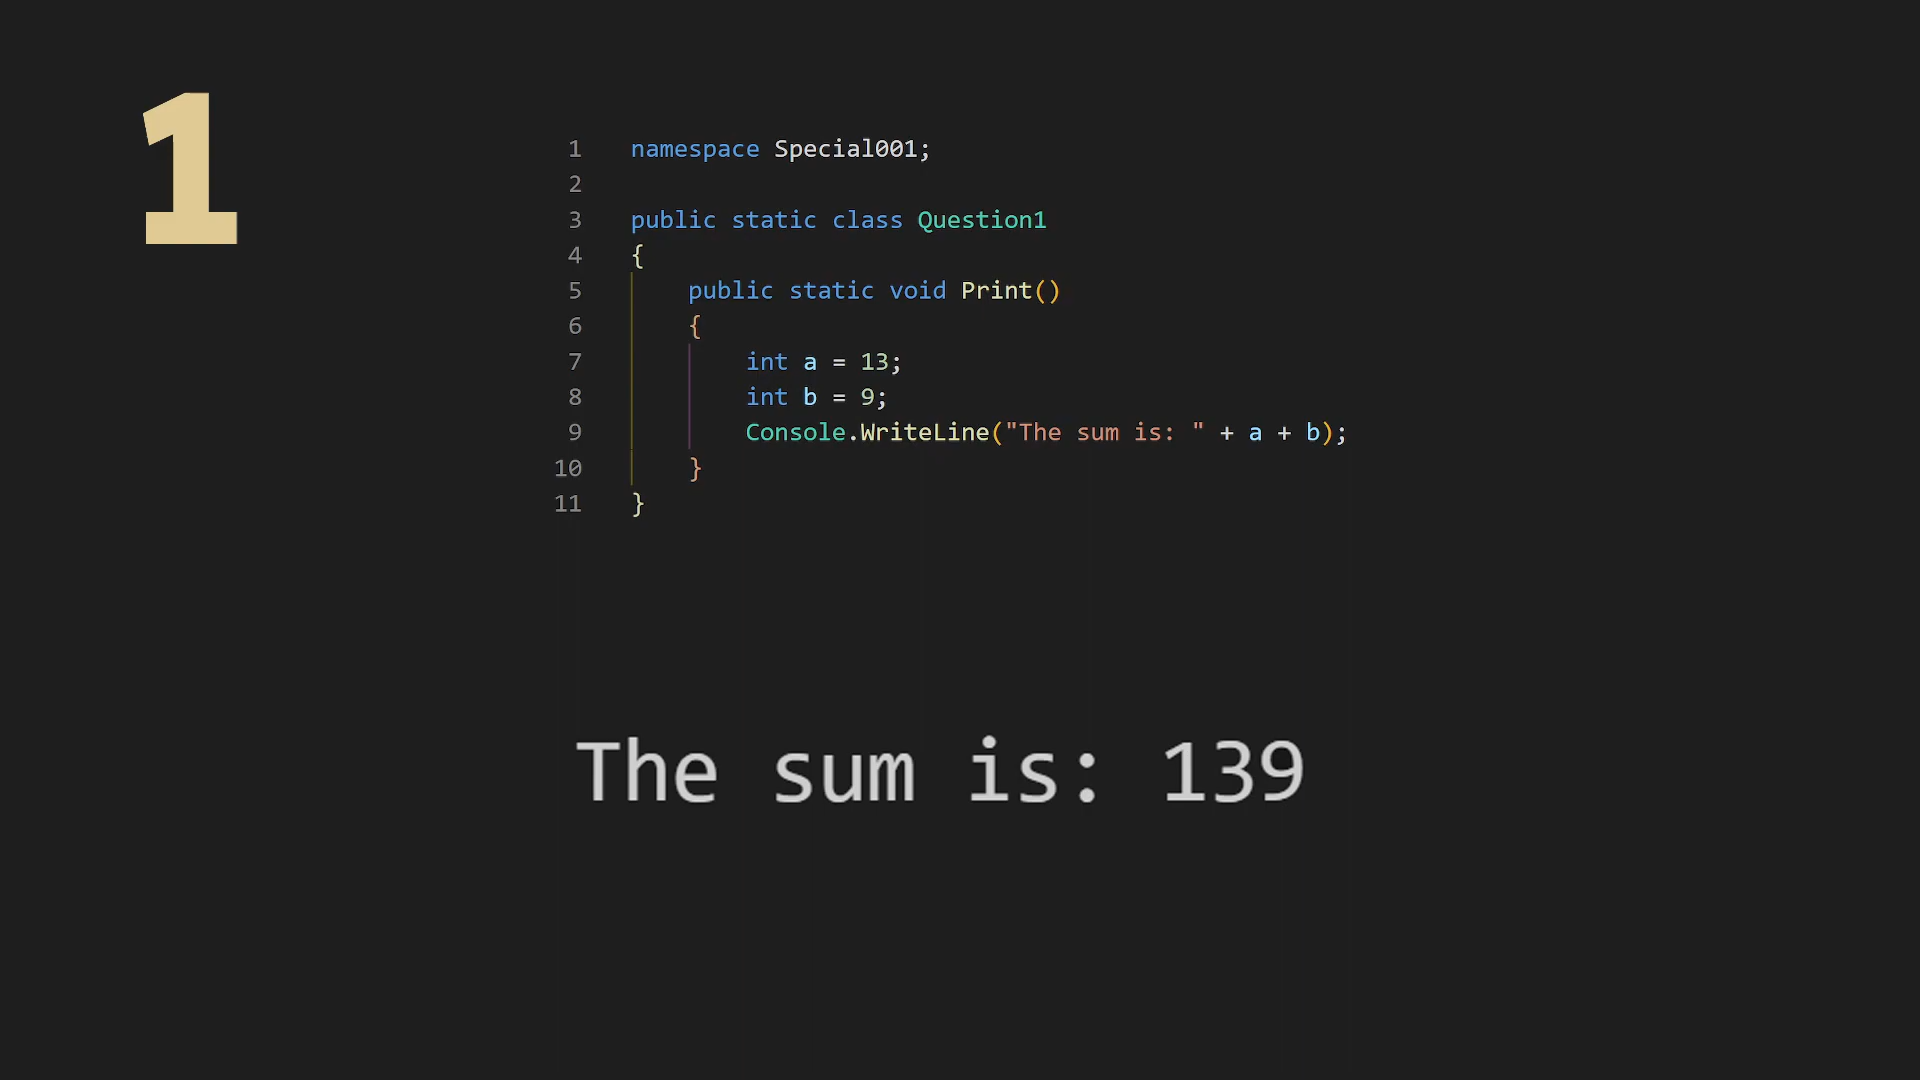 1
1 namespace Special001;
2
3 public static class Question1
4 {
5     public static void Print()
6     {
7         int a = 13;
8         int b = 9;
9         Console.WriteLine("The sum is: " + a + b);
10     }
11 }
The sum is: 139